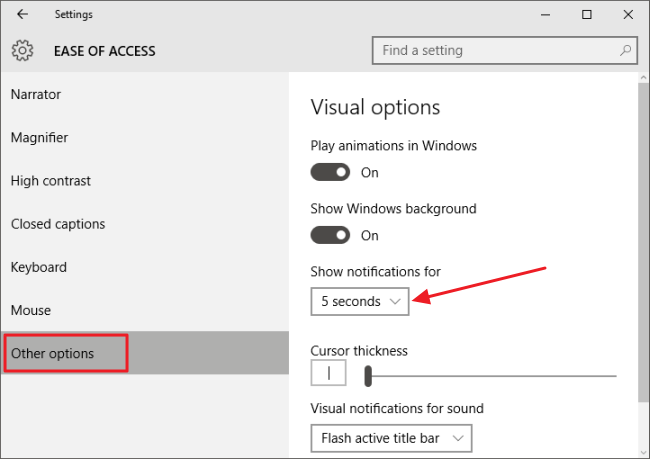 Settings
EASE OF ACCESS
Find a setting
Narrator
Magnifier
High contrast
Closed captions
Keyboard
Mouse
Other options
Visual options
Play animations in Windows
On
Show Windows background
On
Show notifications for
5 seconds
Cursor thickness
Visual notifications for sound
Flash active title bar